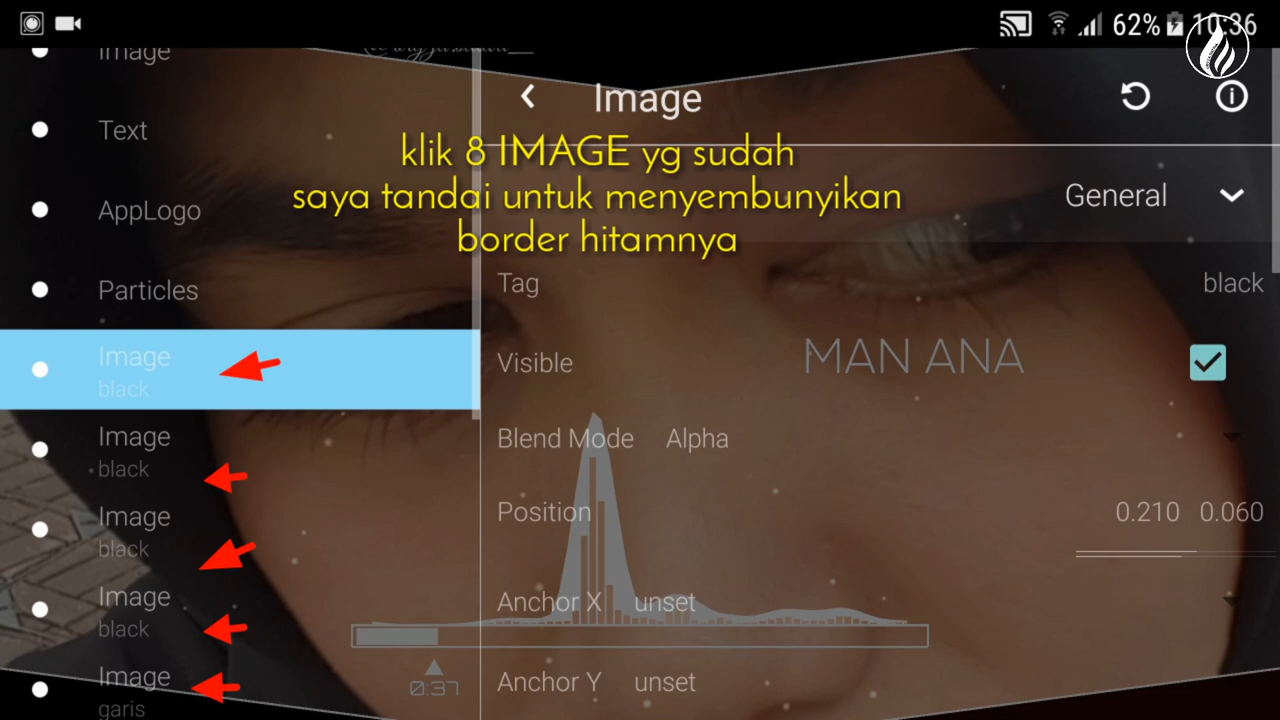 62% 10:36
Image
Image
klik 8 IMAGE yg sudah
saya tandai untuk menyembunyikan
border hitamnya
Text
AppLogo
Particles
Image
black
Image
black
Image
black
Image
black
Image
garis
General
Tag black
Visible
MAN ANA
Blend Mode Alpha
Position 0.210 0.060
Anchor X unset
Anchor Y unset
0:37